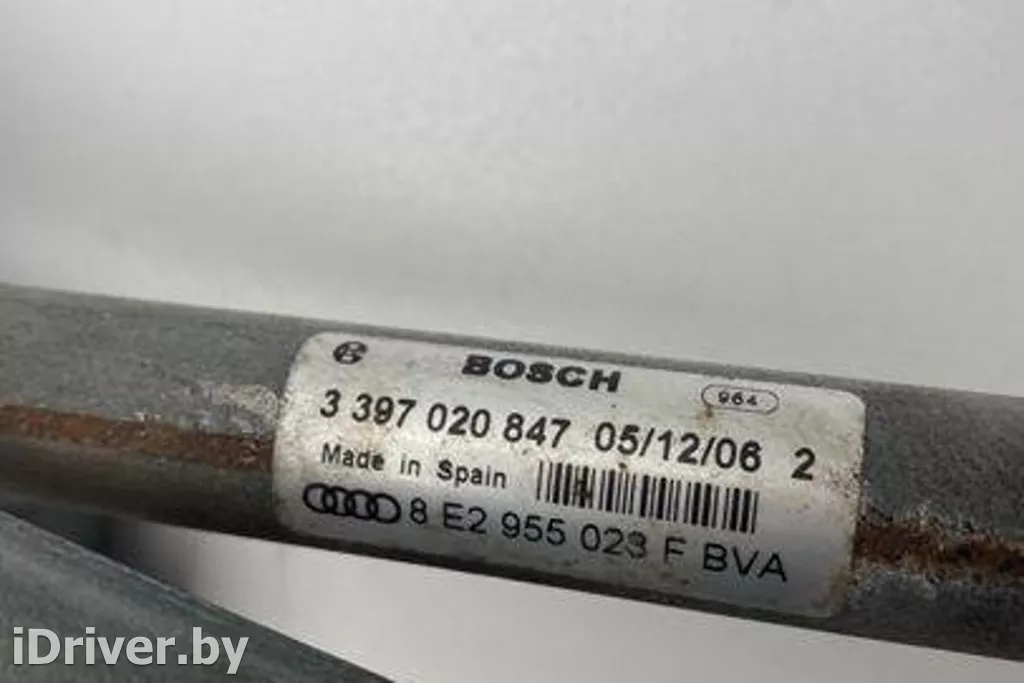 BOSCH 964
3 397 020 847 05/12/06 2
Made in Spain
8 E2 955 023 F BVA
iDriver.by